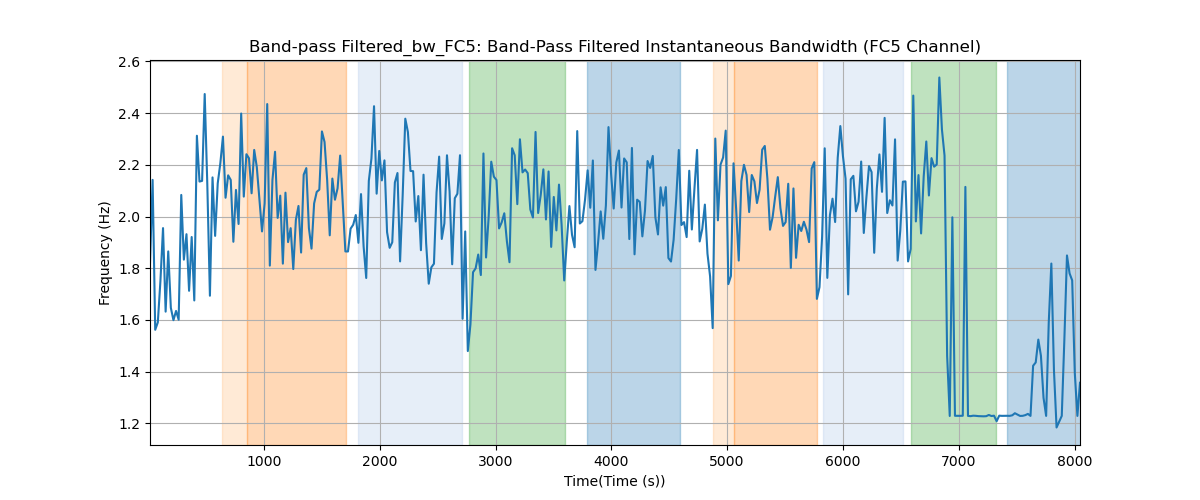 Band-pass Filtered_bw_FC5: Band-Pass Filtered Instantaneous Bandwidth (FC5 Channel)
2.6
2.4
2.2
2.0
1.8
1.6
1.4
1.2
Frequency (Hz)
1000 2000 3000 4000 5000 6000 7000 8000
Time(Time (s))